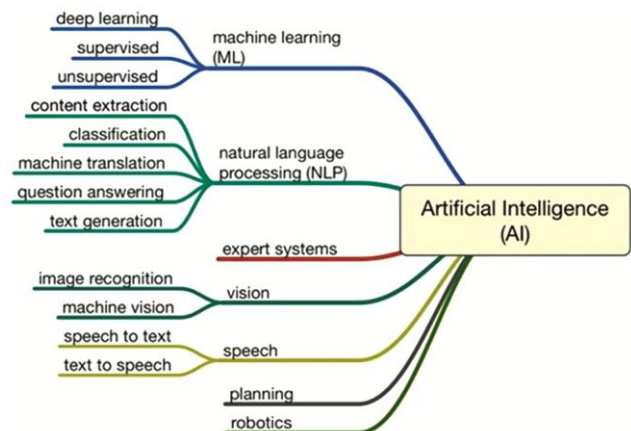 deep learning
supervised
unsupervised
machine learning
(ML)
content extraction
classification
machine translation
question answering
text generation
natural language
processing (NLP)
expert systems
image recognition
machine vision
vision
speech to text
text to speech
speech
planning
robotics
Artificial Intelligence
(AI)